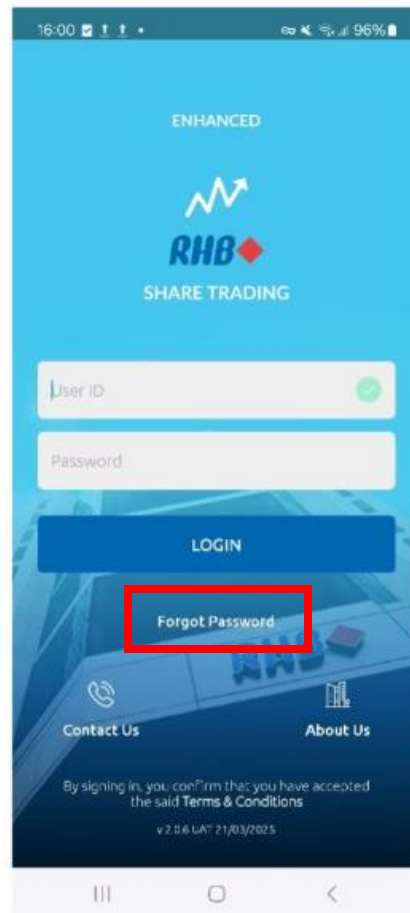 16:00 96%
ENHANCED
RHB
SHARE TRADING
User ID
Password
LOGIN
Forgot Password
RHB
Contact Us About Us
By signing in, you confirm that you have accepted
the said Terms & Conditions
v 2.0.6 UAT 21/03/2025